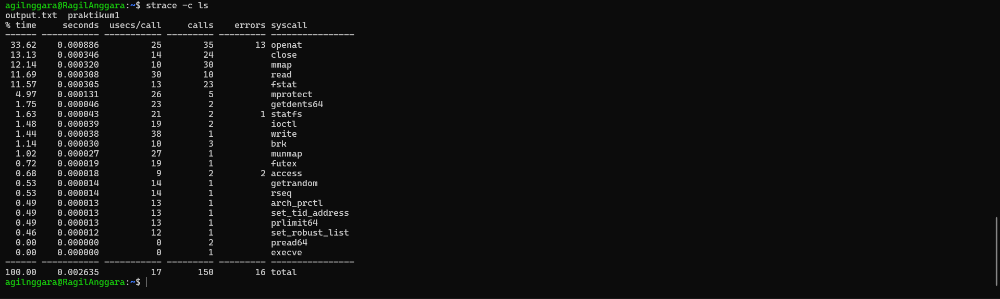 agilnggara@RagilAnggara:~$ strace -c ls
output.txt  praktikum1
% time     seconds  usecs/call     calls    errors syscall
------ ----------- ----------- --------- --------- ----------------
 33.62    0.000886          25        35        13 openat
 13.13    0.000346          14        24           close
 12.14    0.000320          10        30           mmap
 11.69    0.000308          30        10           read
 11.57    0.000305          13        23           fstat
  4.97    0.000131          26         5           mprotect
  1.75    0.000046          23         2           getdents64
  1.63    0.000043          21         2         1 statfs
  1.48    0.000039          19         2           ioctl
  1.44    0.000038          38         1           write
  1.14    0.000030          10         3           brk
  1.02    0.000027          27         1           munmap
  0.72    0.000019          19         1           futex
  0.68    0.000018           9         2         2 access
  0.53    0.000014          14         1           getrandom
  0.53    0.000014          14         1           rseq
  0.49    0.000013          13         1           arch_prctl
  0.49    0.000013          13         1           set_tid_address
  0.49    0.000013          13         1           prlimit64
  0.46    0.000012          12         1           set_robust_list
  0.00    0.000000           0         2           pread64
  0.00    0.000000           0         1           execve
------ ----------- ----------- --------- --------- ----------------
100.00    0.002635          17       150        16 total
agilnggara@RagilAnggara:~$